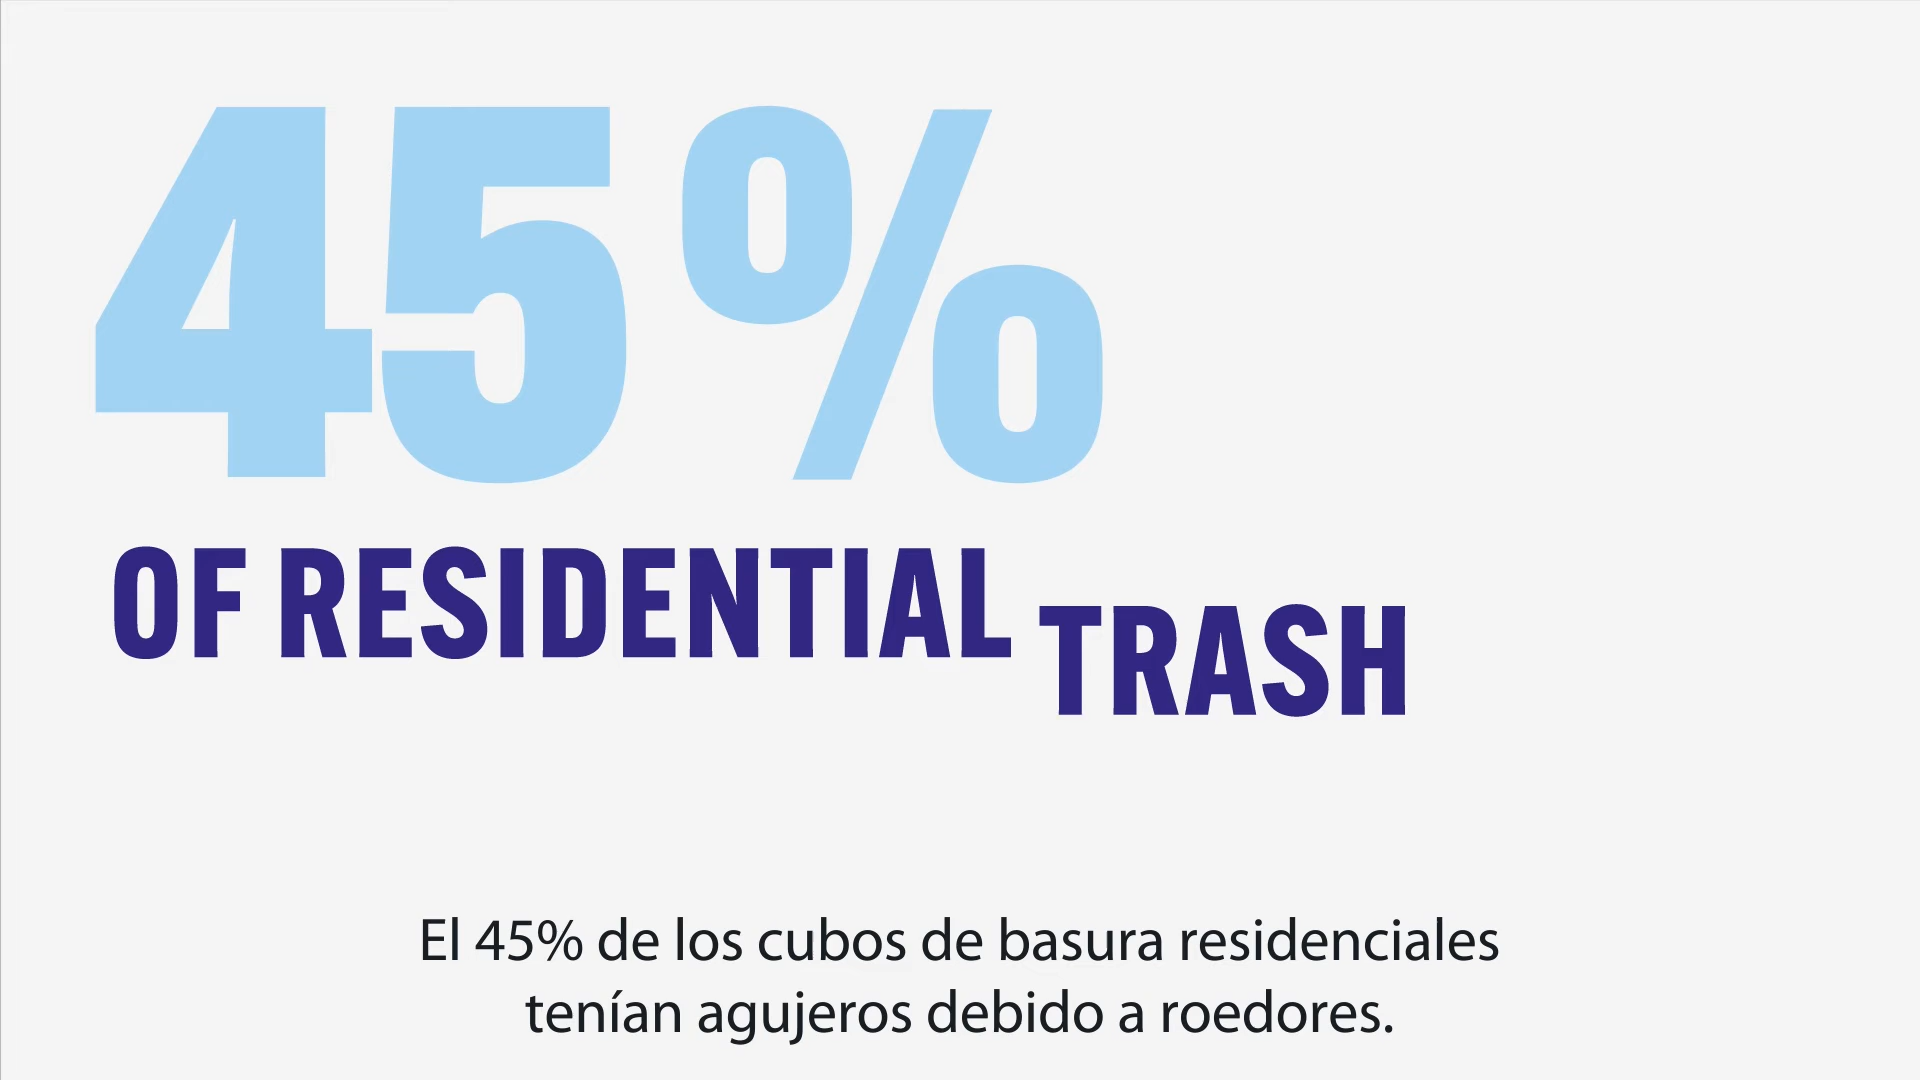 45%
OF RESIDENTIAL TRASH
El 45% de los cubos de basura residenciales
tenían agujeros debido a roedores.